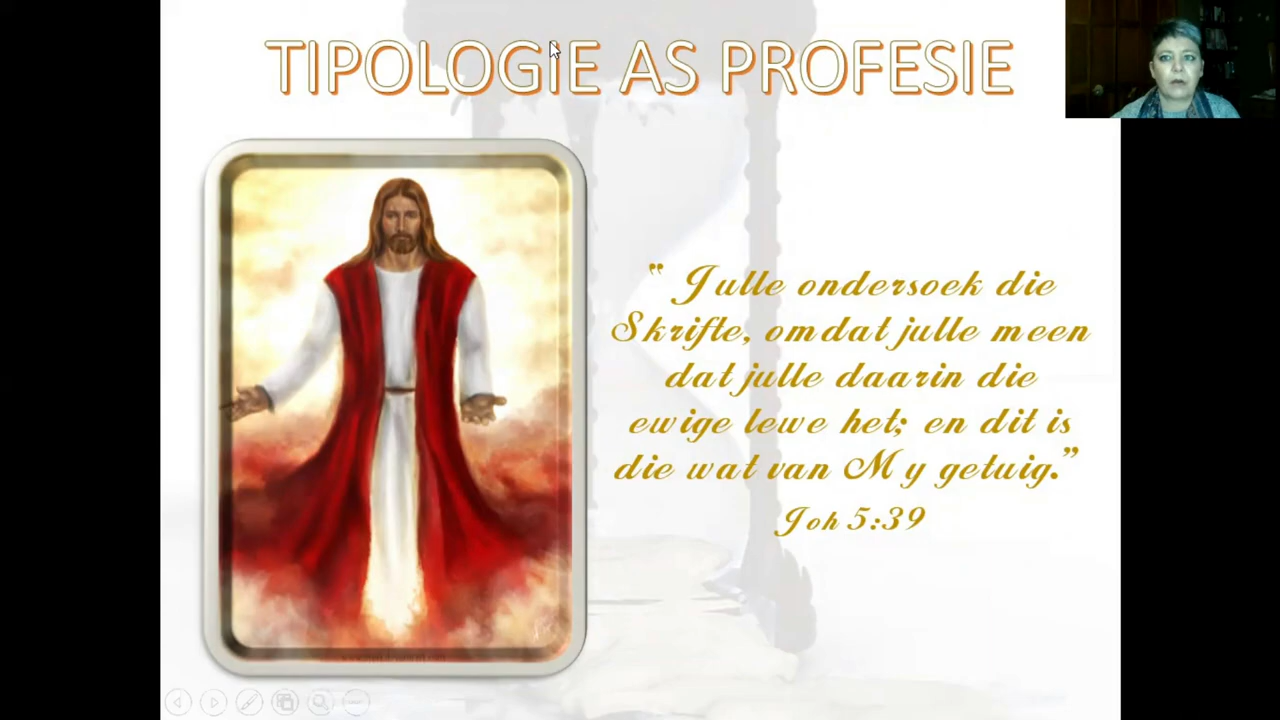 TIPOLOGIE AS PROFESIE
“ Julle ondersoek die
Skrifte, omdat julle meen
dat julle daarin die
ewige lewe het; en dit is
die wat van My getuig.”
Joh 5:39